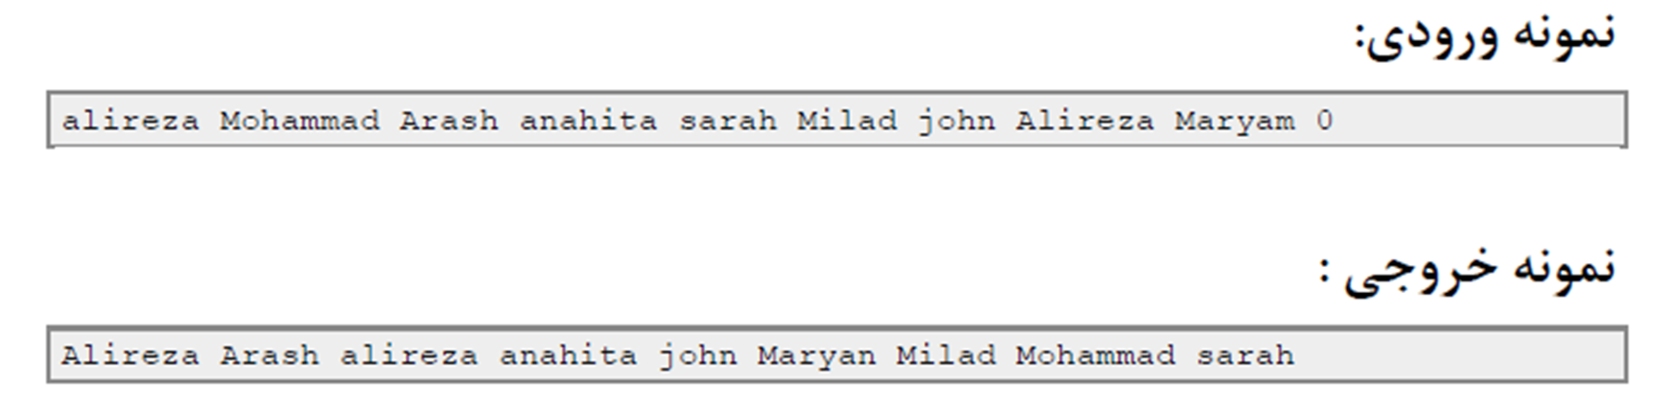 نمونه ورودی:
alireza Mohammad Arash anahita sarah Milad john Alireza Maryam 0
نمونه خروجی :
Alireza Arash alireza anahita john Maryan Milad Mohammad sarah